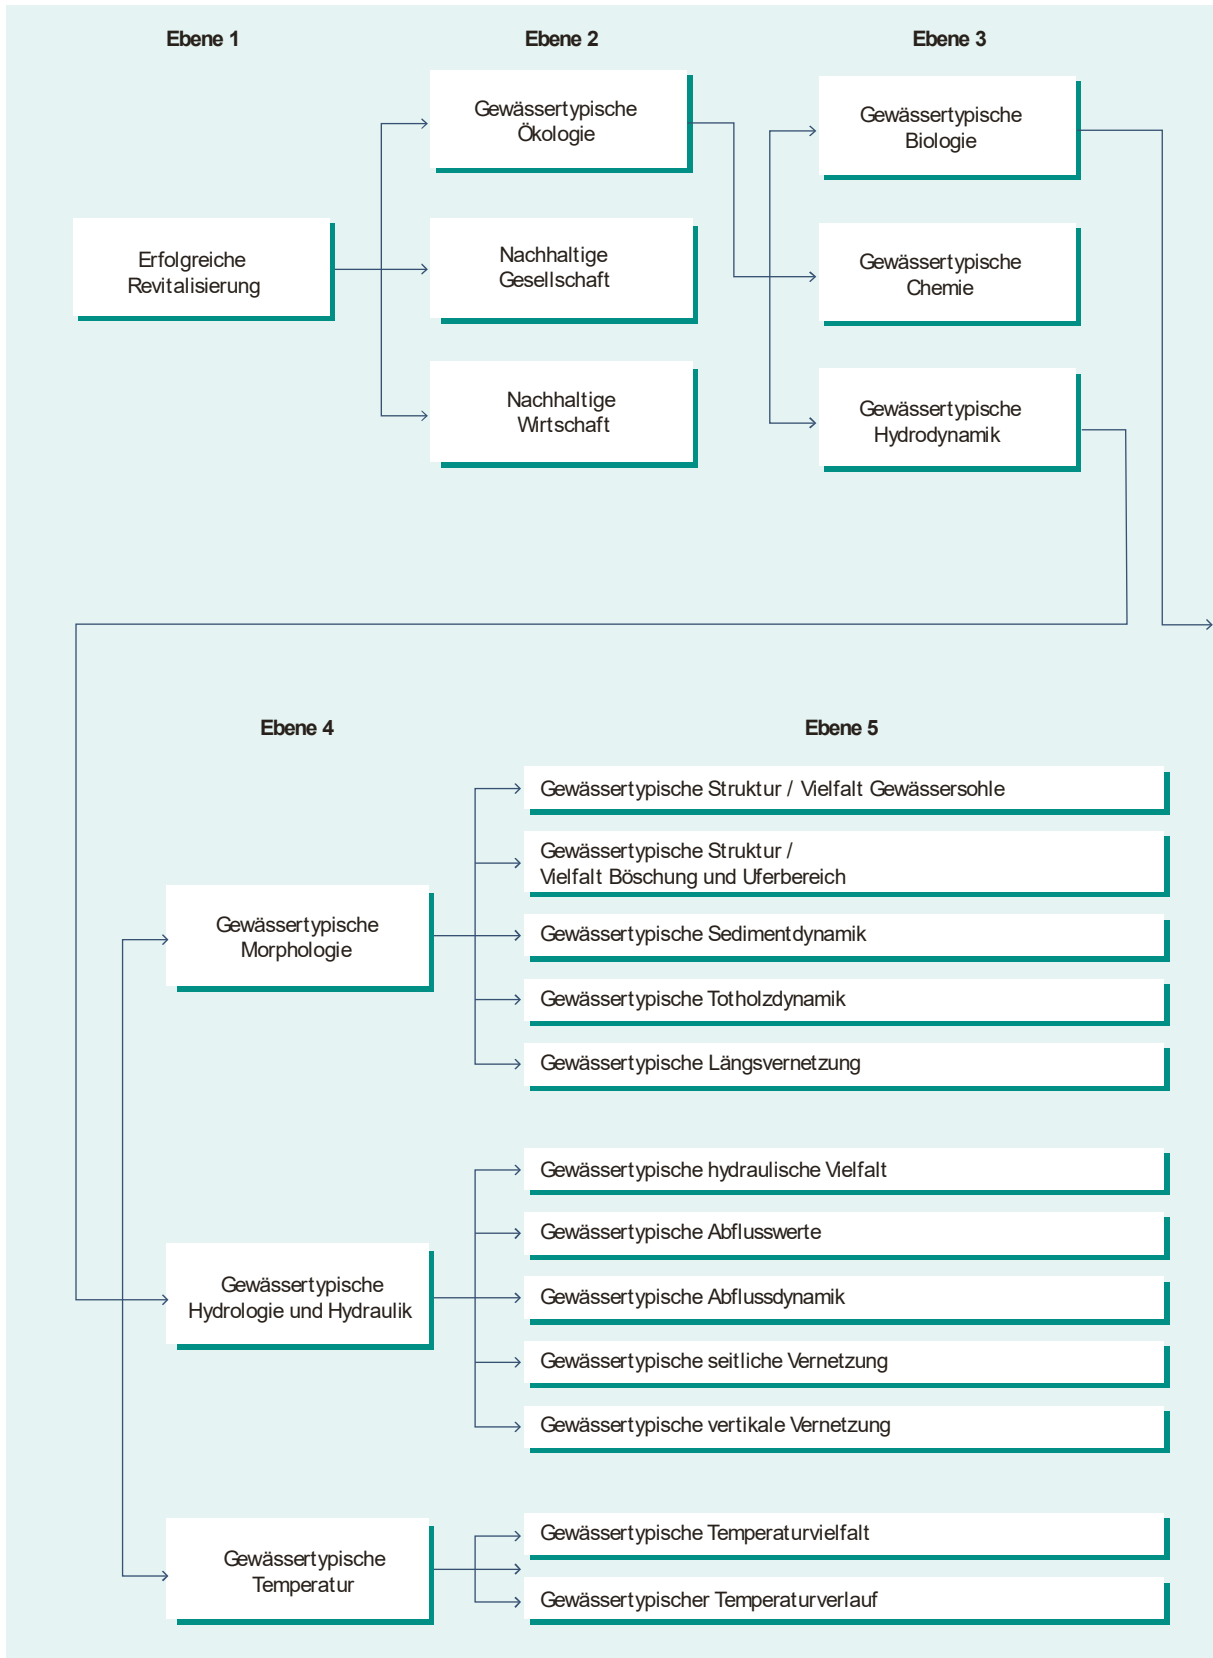 Ebene 1
Ebene 2
Ebene 3
Gewässertypische
Ökologie
Gewässertypische
Biologie
Erfolgreiche
Revitalisierung
Nachhaltige
Gesellschaft
Gewässertypische
Chemie
Nachhaltige
Wirtschaft
Gewässertypische
Hydrodynamik
Ebene 4
Ebene 5
Gewässertypische
Morphologie
Gewässertypische Struktur / Vielfalt Gewässersohle
Gewässertypische Struktur /
Vielfalt Böschung und Uferbereich
Gewässertypische Sedimentdynamik
Gewässertypische Totholzdynamik
Gewässertypische Längsvernetzung
Gewässertypische
Hydrologie und Hydraulik
Gewässertypische hydraulische Vielfalt
Gewässertypische Abflusswerte
Gewässertypische Abflussdynamik
Gewässertypische seitliche Vernetzung
Gewässertypische vertikale Vernetzung
Gewässertypische
Temperatur
Gewässertypische Temperaturvielfalt
Gewässertypischer Temperaturverlauf